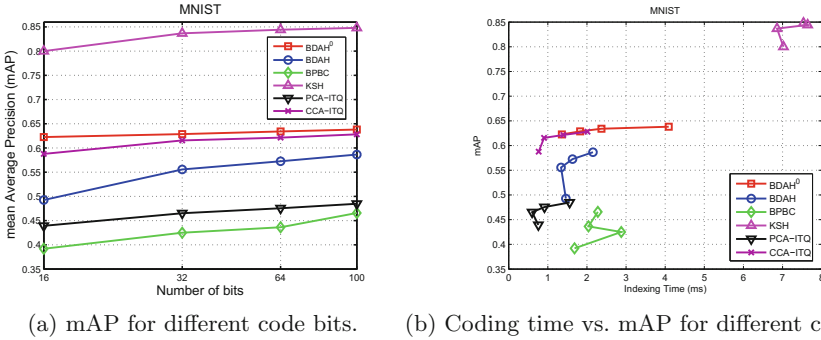 MNIST
mean Average Precision (mAP)
0.85
0.8
0.75
0.7
0.65
0.6
0.55
0.5
0.45
0.4
0.35
BDAH⁰
BDAH
BPBC
KSH
PCA−ITQ
CCA−ITQ
16 32 64 100
Number of bits
(a) mAP for different code bits.
MNIST
mAP
0.85
0.8
0.75
0.7
0.65
0.6
0.55
0.5
0.45
0.4
0.35
BDAH⁰
BDAH
BPBC
KSH
PCA−ITQ
CCA−ITQ
0 1 2 3 4 5 6 7 8
Indexing Time (ms)
(b) Coding time vs. mAP for different c